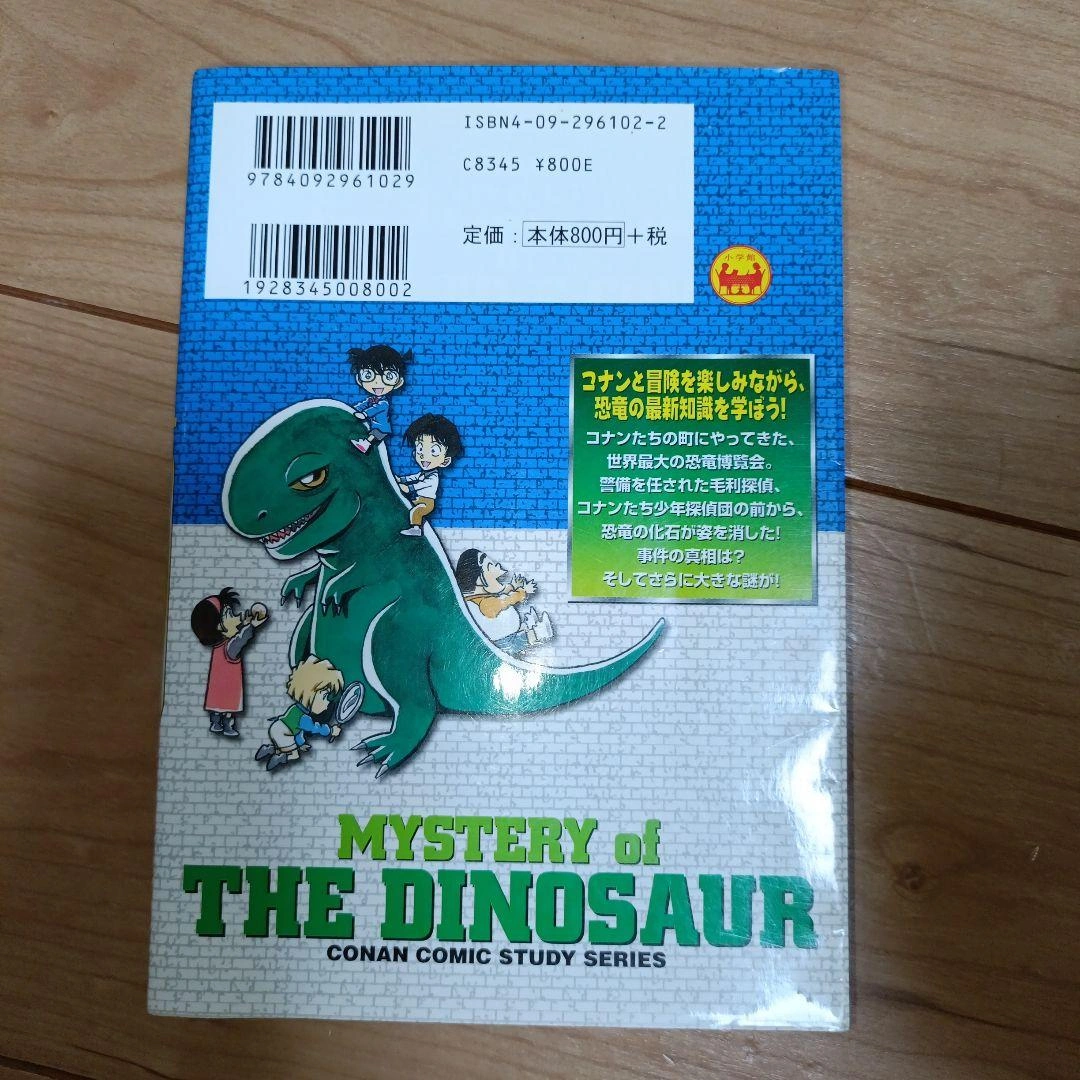 ISBN4-09-296102-2
9784092961029
C8345 ¥800E
定価：本体800円＋税
1928345008002
小学館
コナンと冒険を楽しみながら、
恐竜の最新知識を学ぼう！
コナンたちの町にやってきた、
世界最大の恐竜博覧会。
警備を任された毛利探偵、
コナンたち少年探偵団の前から、
恐竜の化石が姿を消した！
事件の真相は？
そしてさらに大きな謎が！
MYSTERY of
THE DINOSAUR
CONAN COMIC STUDY SERIES